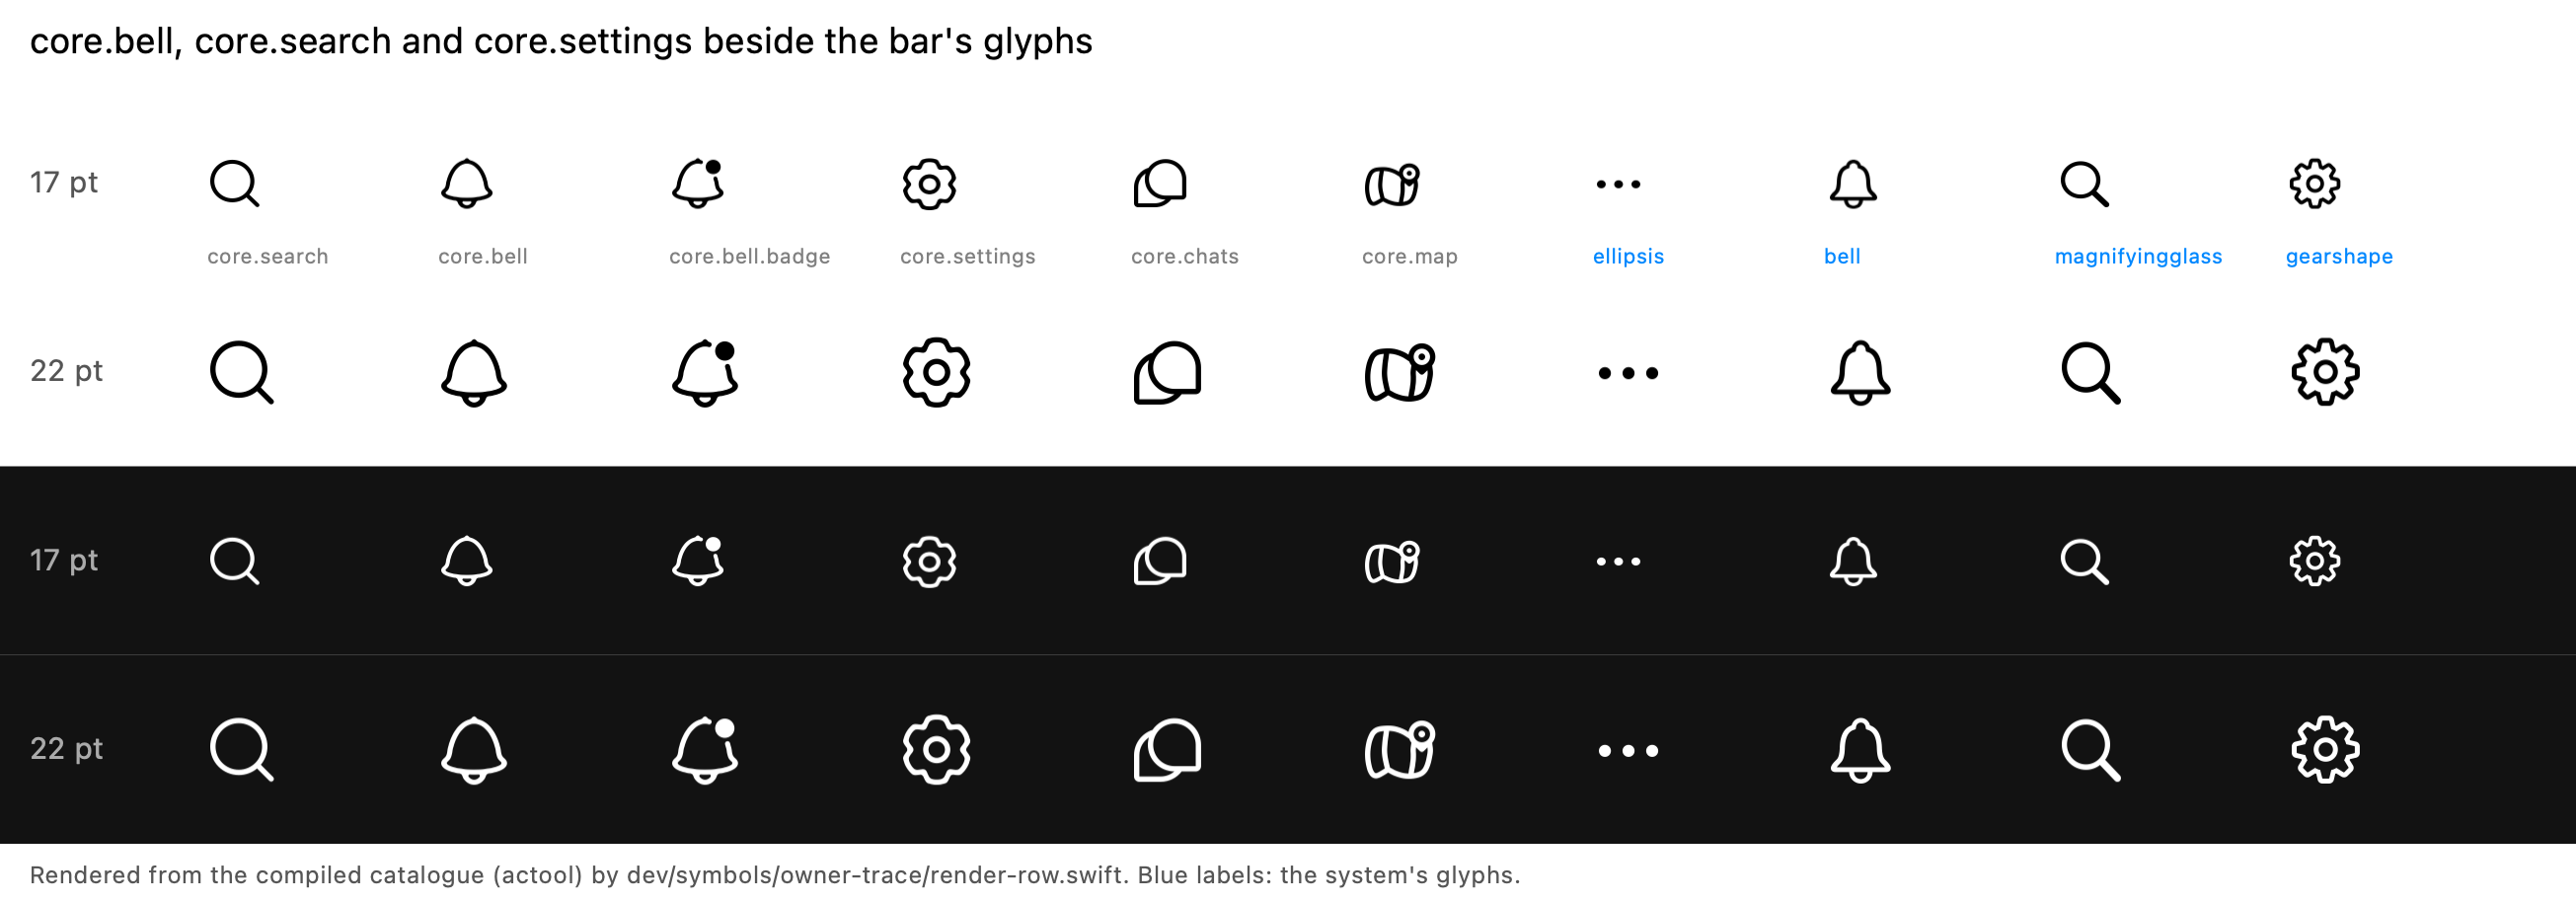 core.bell, core.search and core.settings beside the bar's glyphs
17 pt
core.search core.bell core.bell.badge core.settings core.chats core.map ellipsis bell magnifyingglass gearshape
22 pt
17 pt
22 pt
Rendered from the compiled catalogue (actool) by dev/symbols/owner-trace/render-row.swift. Blue labels: the system's glyphs.